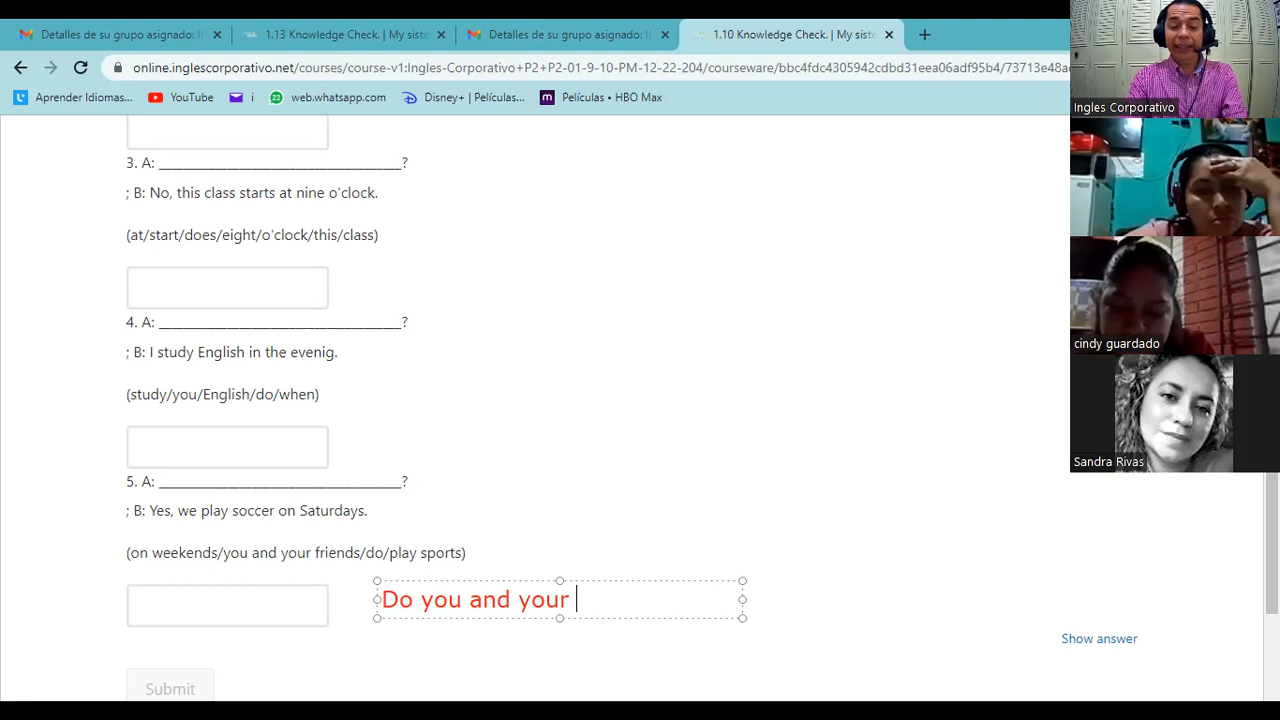 Detalles de su grupo asignado:
1.13 Knowledge Check. | My
Detalles de su grupo asignado
1.10 Knowledge Check. | My siste
online.inglescorporativo.net/courses/course-v1:Ingles-Corporativo+P2+P2-01-9-10-PM-12-22-204/courseware/bbc4fdc4305942cdbd31eea06adf95b4/73713e48a
Aprender Idiomas...
YouTube
i
web.whatsapp.com
Disney+ | Películas...
Películas • HBO Max
Ingles Corporativo
3. A: ______________________________?
; B: No, this class starts at nine o'clock.
(at/start/does/eight/o'clock/this/class)
4. A: ______________________________?
; B: I study English in the evenig.
(study/you/English/do/when)
cindy guardado
Sandra Rivas
5. A: ______________________________?
; B: Yes, we play soccer on Saturdays.
(on weekends/you and your friends/do/play sports)
Do you and your
Show answer
Submit